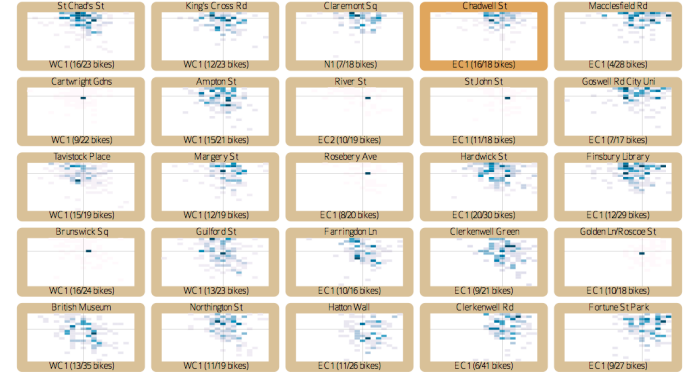 St Chad's St
King's Cross Rd
Claremont Sq
Chadwell St
Macclesfield Rd
WC1 (16/23 bikes)
WC1 (12/23 bikes)
N1 (7/18 bikes)
EC1 (16/18 bikes)
EC1 (4/28 bikes)
Cartwright Gdns
Ampton St
River St
St John St
Goswell Rd City Uni
WC1 (9/22 bikes)
WC1 (15/21 bikes)
EC2 (10/19 bikes)
EC1 (11/18 bikes)
EC1 (7/17 bikes)
Tavistock Place
Margery St
Rosebery Ave
Hardwick St
Finsbury Library
WC1 (15/19 bikes)
WC1 (12/19 bikes)
EC1 (8/20 bikes)
EC1 (20/30 bikes)
EC1 (12/29 bikes)
Brunswick Sq
Guilford St
Farringdon Ln
Clerkenwell Green
Golden Ln/Roscoe St
WC1 (16/24 bikes)
WC1 (13/23 bikes)
EC1 (10/16 bikes)
EC1 (9/21 bikes)
EC1 (10/18 bikes)
British Museum
Northington St
Hatton Wall
Clerkenwell Rd
Fortune St Park
WC1 (13/35 bikes)
WC1 (11/19 bikes)
EC1 (11/26 bikes)
EC1 (6/41 bikes)
EC1 (9/27 bikes)